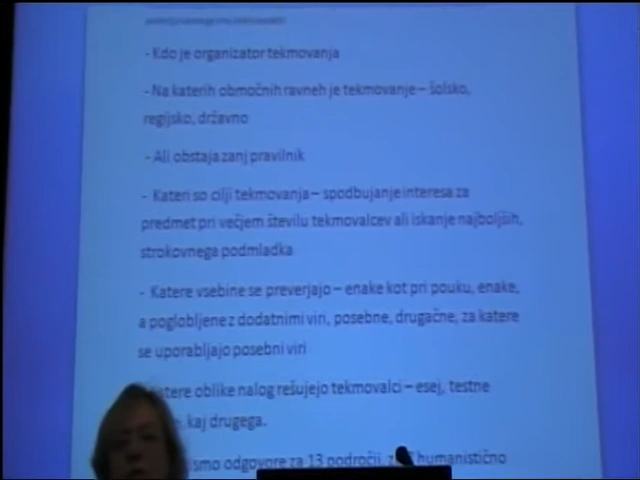 - Kdo je organizator tekmovanja
- Na katerih območnih ravneh je tekmovanje – šolsko,
regijsko, državno
- Ali obstaja zanj pravilnik
- Kateri so cilji tekmovanja – spodbujanje interesa za
predmet pri večjem številu tekmovalcev ali iskanje najboljših,
strokovnega podmladka
- Katere vsebine se preverjajo – enake kot pri pouku, enake,
a poglobljene z dodatnimi viri, posebne, drugačne, za katere
se uporabljajo posebni viri
oblike nalog rešujejo tekmovalci – esej, testne
kaj drugega.
odgovore za 13 področij, humanistično